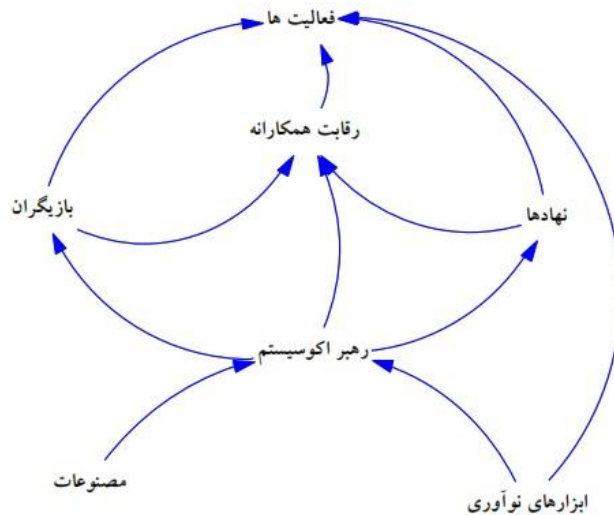 فعالیت ها
رقابت همکارانه
بازیگران
نهادها
رهبر اکوسیستم
مصنوعات
ابزارهای نوآوری